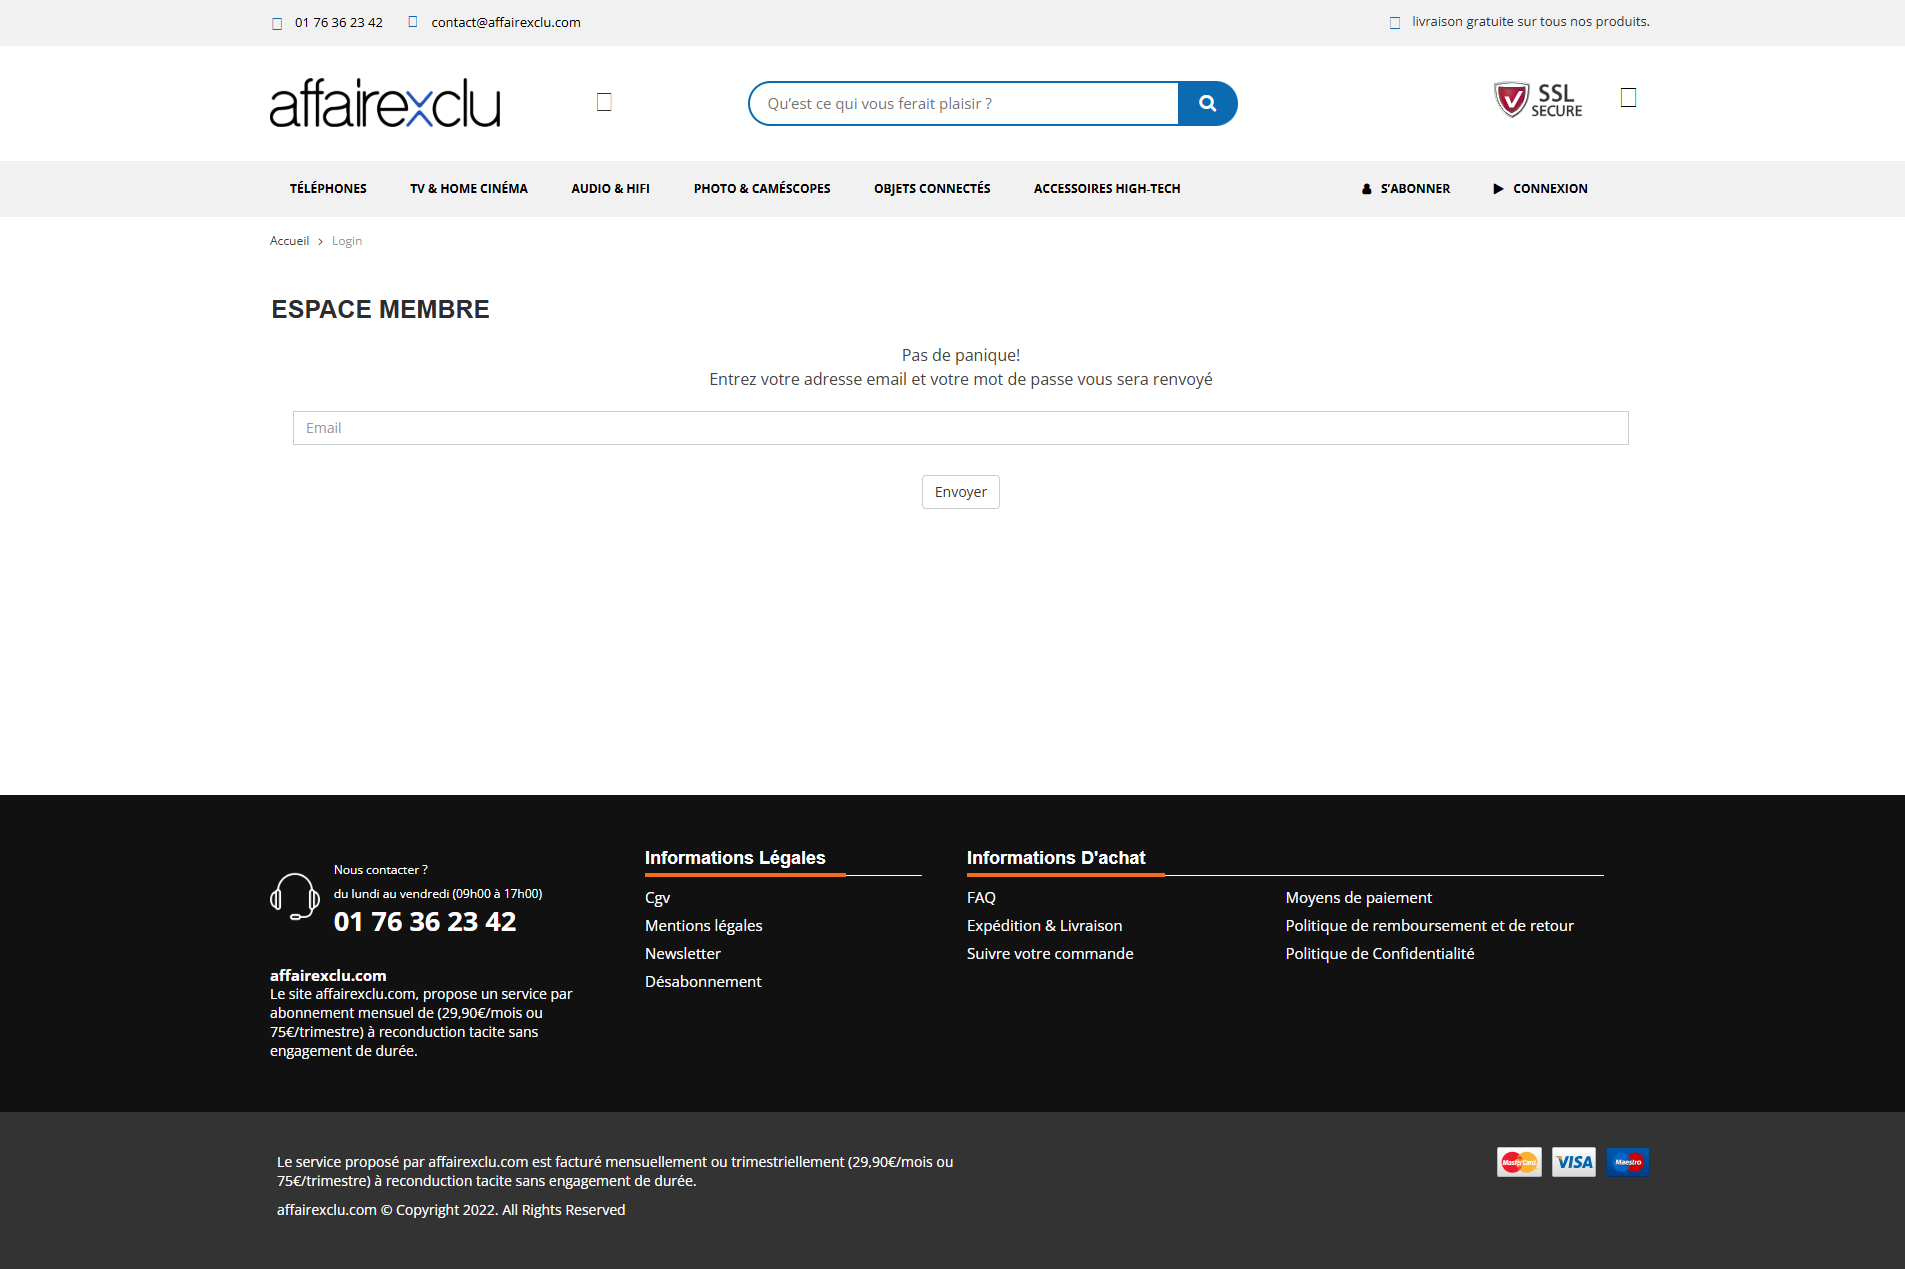 01 76 36 23 42
contact@affairexclu.com
livraison gratuite sur tous nos produits.
affairexclu
Qu’est ce qui vous ferait plaisir ?
SSL
SECURE
TÉLÉPHONES
TV & HOME CINÉMA
AUDIO & HIFI
PHOTO & CAMÉSCOPES
OBJETS CONNECTÉS
ACCESSOIRES HIGH-TECH
S’ABONNER
CONNEXION
Accueil
Login
ESPACE MEMBRE
Pas de panique!
Entrez votre adresse email et votre mot de passe vous sera renvoyé
Email
Envoyer
Nous contacter ?
du lundi au vendredi (09h00 à 17h00)
01 76 36 23 42
affairexclu.com
Le site affairexclu.com, propose un service par
abonnement mensuel de (29,90€/mois ou
75€/trimestre) à reconduction tacite sans
engagement de durée.
Informations Légales
Cgv
Mentions légales
Newsletter
Désabonnement
Informations D'achat
FAQ
Expédition & Livraison
Suivre votre commande
Moyens de paiement
Politique de remboursement et de retour
Politique de Confidentialité
Le service proposé par affairexclu.com est facturé mensuellement ou trimestriellement (29,90€/mois ou
75€/trimestre) à reconduction tacite sans engagement de durée.
affairexclu.com © Copyright 2022. All Rights Reserved
MasterCard
VISA
Maestro